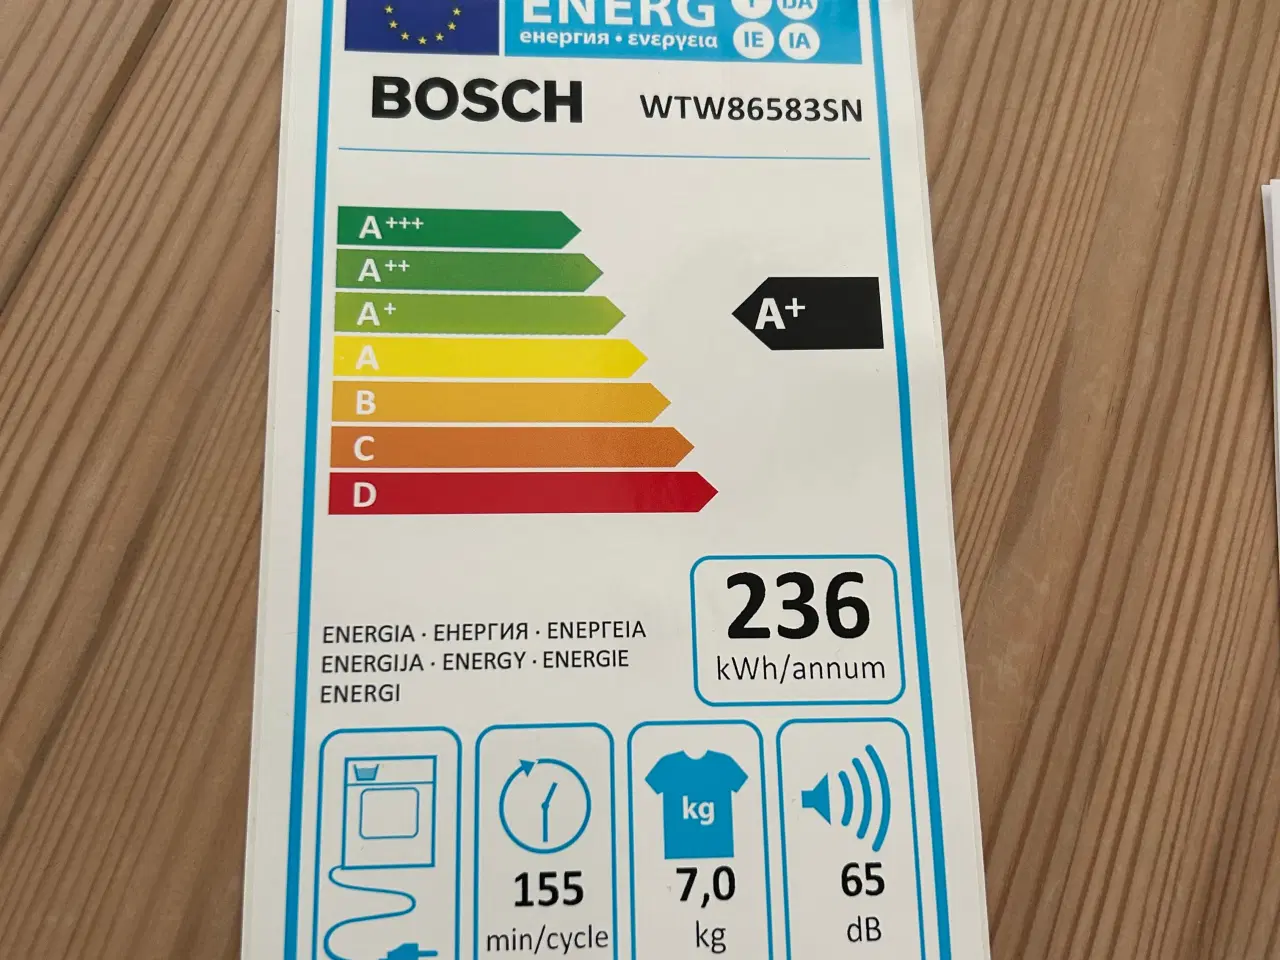 ENERG
енергия · ενεργεια
IE IA
BOSCH WTW86583SN
A+++
A++
A+
A+
A
B
C
D
236
kWh/annum
ENERGIA · ЕНЕРГИЯ · ΕΝΕΡΓΕΙΑ
ENERGIJA · ENERGY · ENERGIE
ENERGI
155
min/cycle
kg
7,0
kg
65
dB